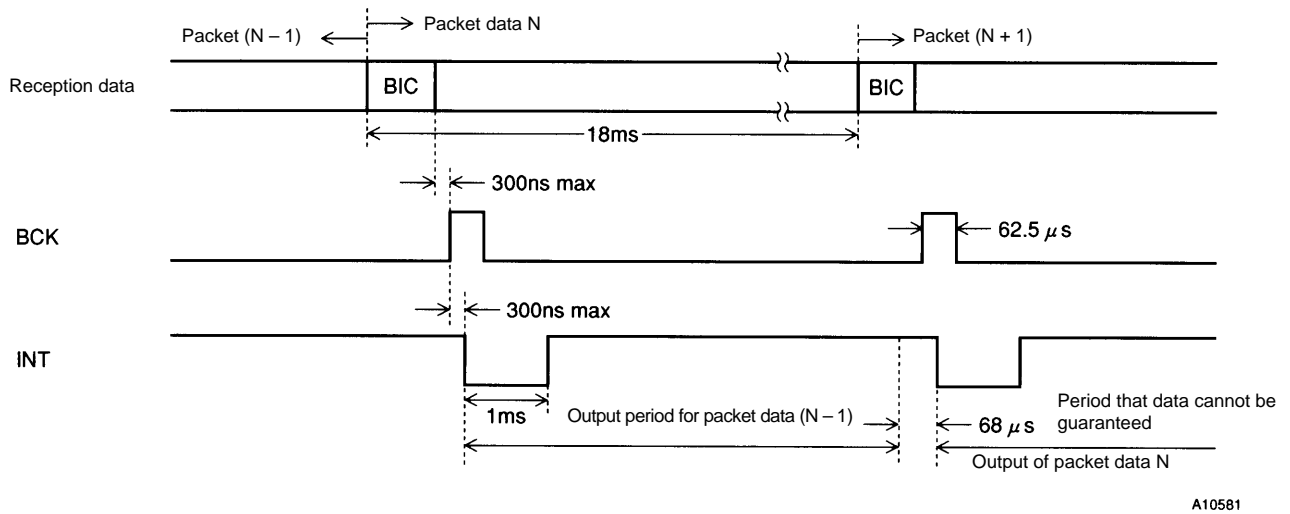 Packet data N
Packet (N – 1)
Packet (N + 1)
Reception data
BIC
BIC
18ms
300ns max
BCK
62.5 μs
300ns max
INT
1ms
Output period for packet data (N – 1)
68 μs
Period that data cannot be
guaranteed
Output of packet data N
A10581